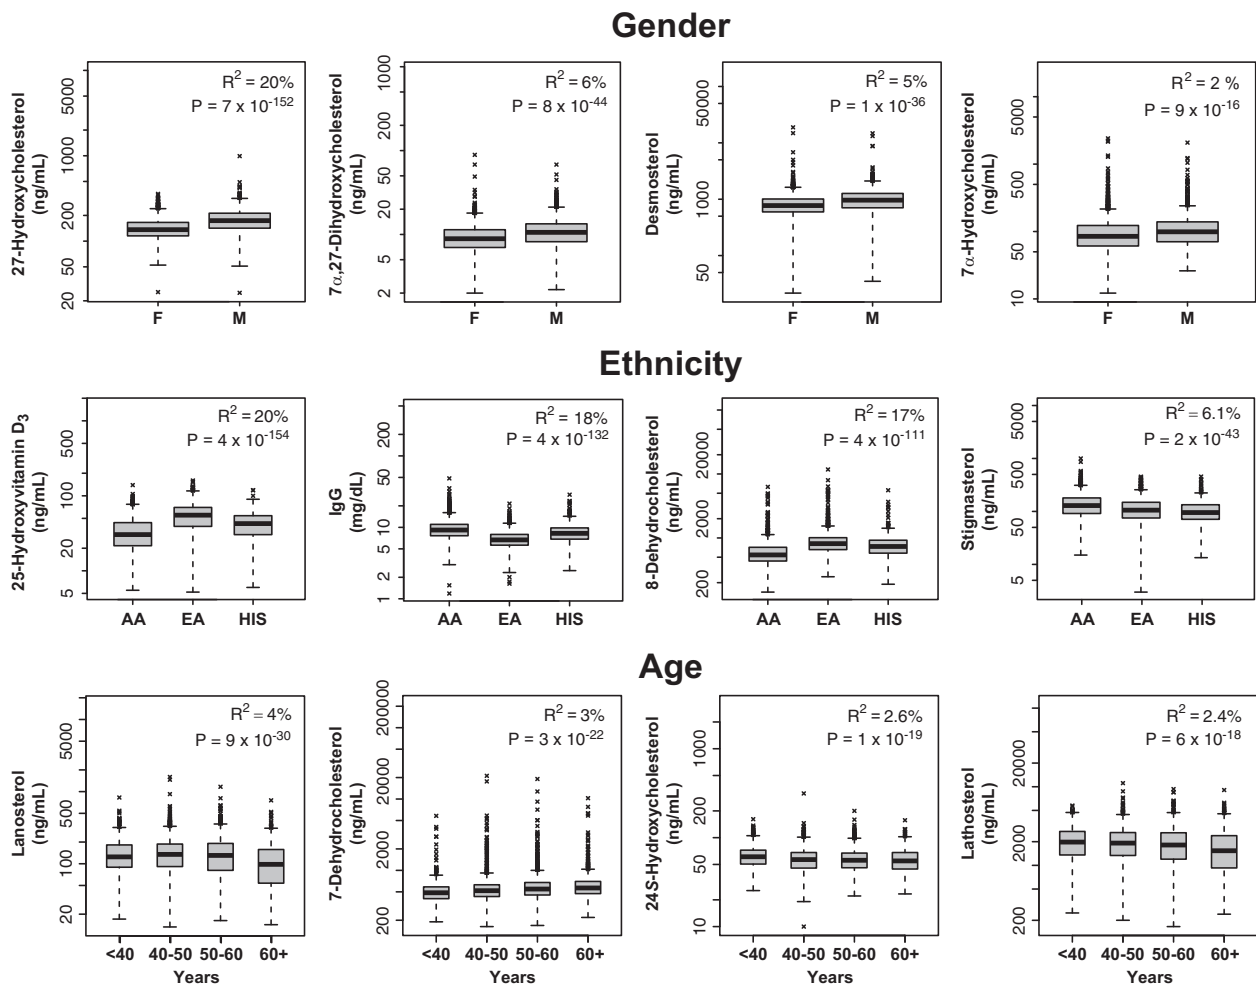 Gender
27-Hydroxycholesterol
(ng/mL)
5000
1000
200
50
20
R2 = 20%
P = 7 x 10-152
F
M
7α,27-Dihydroxycholesterol
(ng/mL)
1000
200
50
20
5
2
R2 = 6%
P = 8 x 10-44
F
M
Desmosterol
(ng/mL)
50000
1000
50
R2 = 5%
P = 1 x 10-36
F
M
7α-Hydroxycholesterol
(ng/mL)
5000
500
50
10
R2 = 2 %
P = 9 x 10-16
F
M
Ethnicity
25-Hydroxyvitamin D3
(ng/mL)
500
100
20
5
R2 = 20%
P = 4 x 10-154
AA
EA
HIS
IgG
(mg/dL)
200
50
10
5
2
1
R2 = 18%
P = 4 x 10-132
AA
EA
HIS
8-Dehydrocholesterol
(ng/mL)
20000
2000
200
R2 = 17%
P = 4 x 10-111
AA
EA
HIS
Stigmasterol
(ng/mL)
5000
500
50
5
R2 = 6.1%
P = 2 x 10-43
AA
EA
HIS
Age
Lanosterol
(ng/mL)
5000
500
100
20
R2 = 4%
P = 9 x 10-30
<40
40-50
50-60
60+
Years
7-Dehydrocholesterol
(ng/mL)
200000
20000
2000
200
R2 = 3%
P = 3 x 10-22
<40
40-50
50-60
60+
Years
24S-Hydroxycholesterol
(ng/mL)
1000
200
50
10
R2 = 2.6%
P = 1 x 10-19
<40
40-50
50-60
60+
Years
Lathosterol
(ng/mL)
20000
2000
200
R2 = 2.4%
P = 6 x 10-18
<40
40-50
50-60
60+
Years